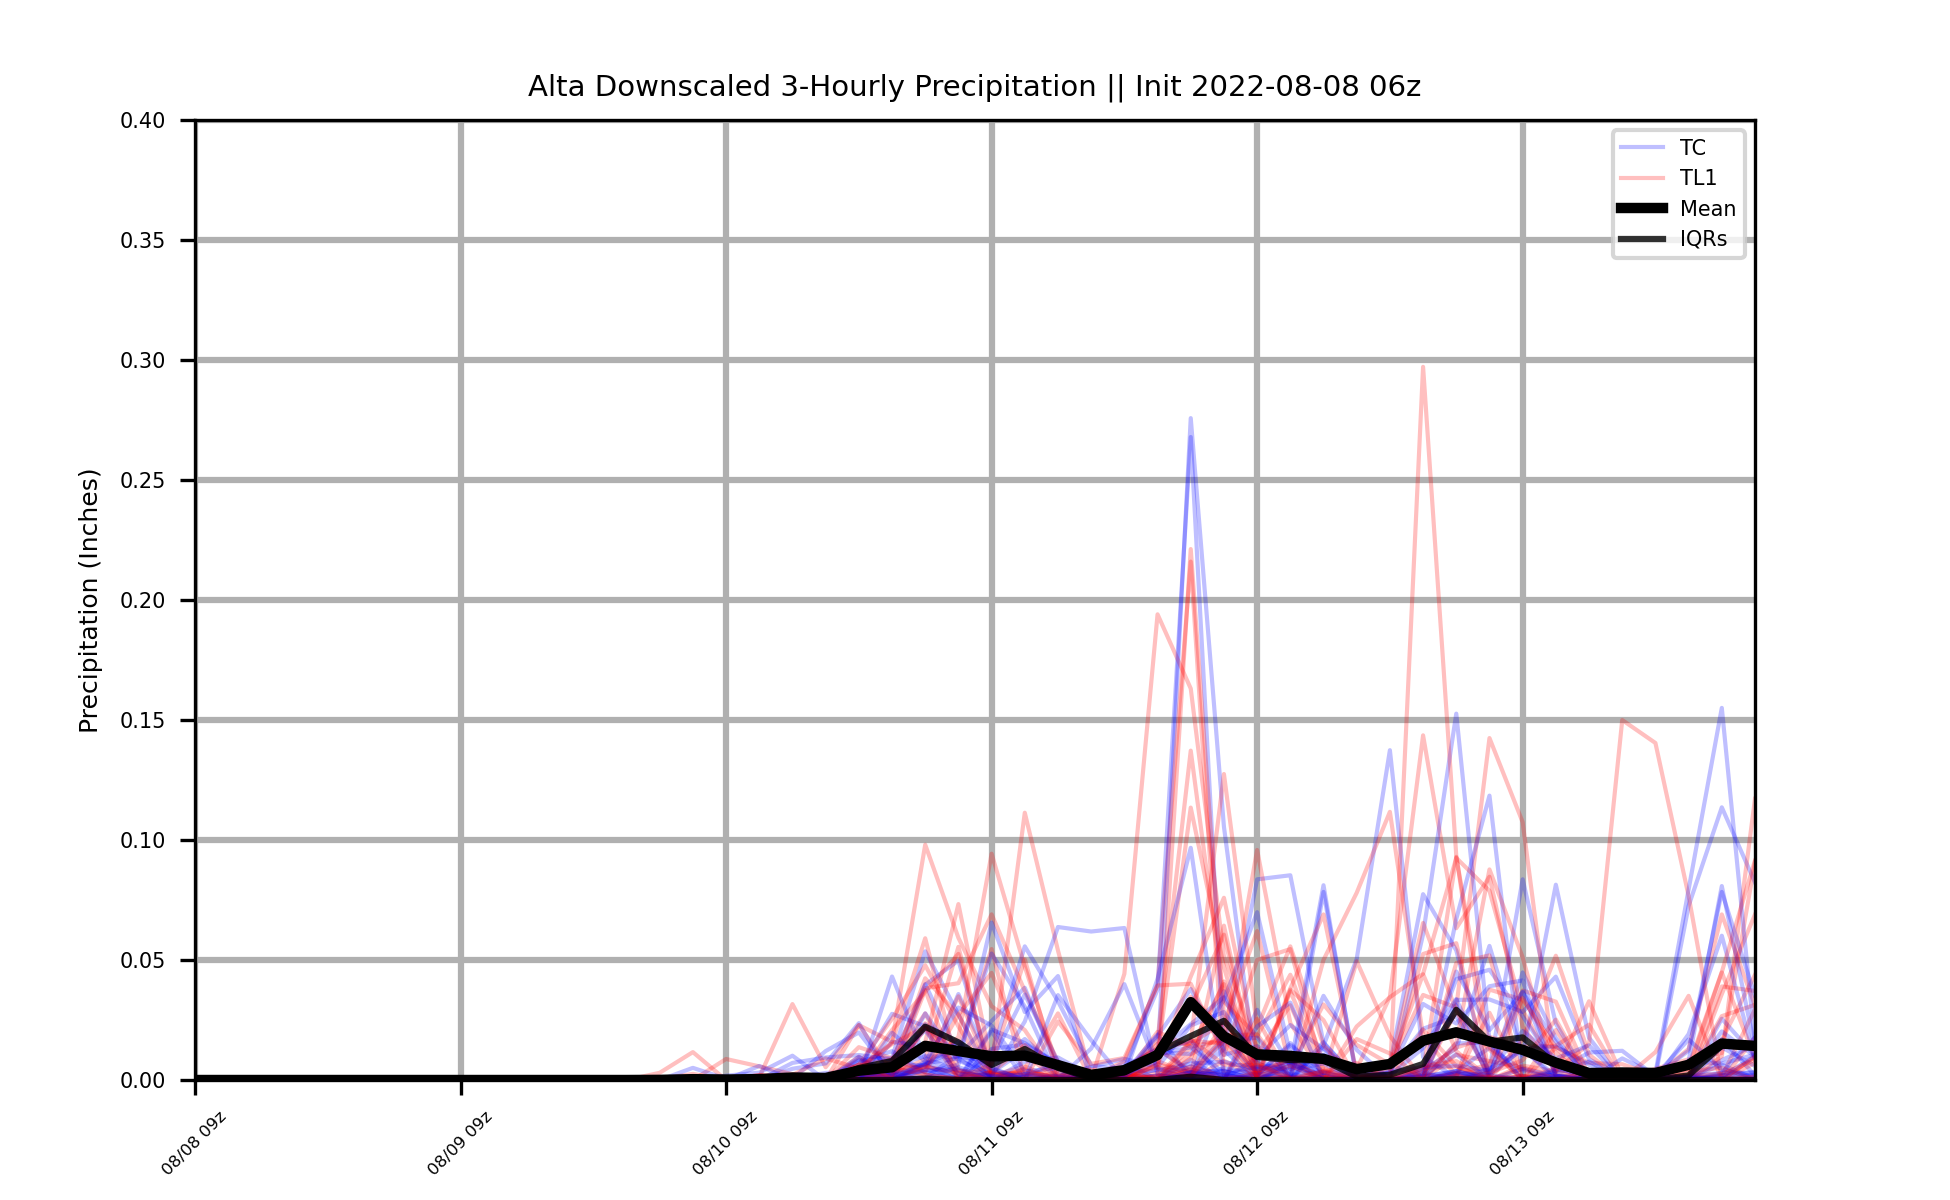 Alta Downscaled 3-Hourly Precipitation || Init 2022-08-08 06z
TC
TL1
Mean
IQRs
Precipitation (Inches)
0.40
0.35
0.30
0.25
0.20
0.15
0.10
0.05
0.00
08/08 09z
08/09 09z
08/10 09z
08/11 09z
08/12 09z
08/13 09z